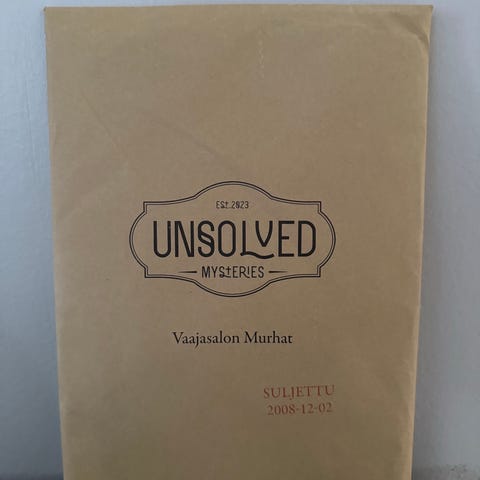 Est. 2023
UNSOLVED
MYStERIES
Vaajasalon Murhat
SULJETTU
2008-12-02